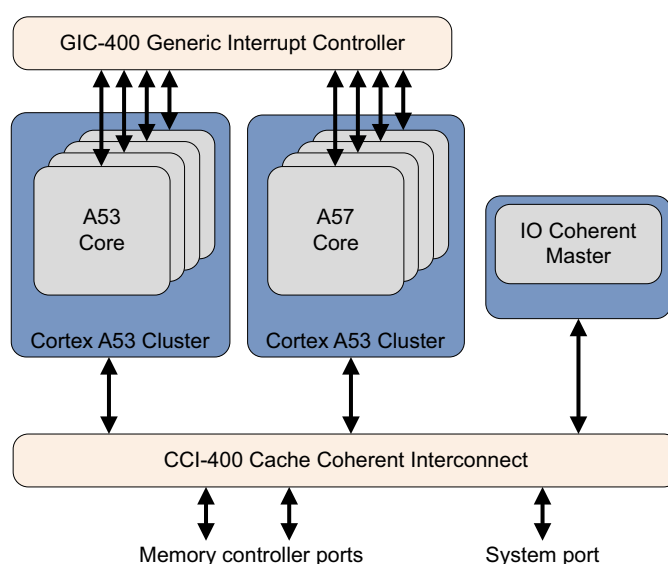 GIC-400 Generic Interrupt Controller
A53
Core
A57
Core
IO Coherent
Master
Cortex A53 Cluster
Cortex A53 Cluster
CCI-400 Cache Coherent Interconnect
Memory controller ports
System port